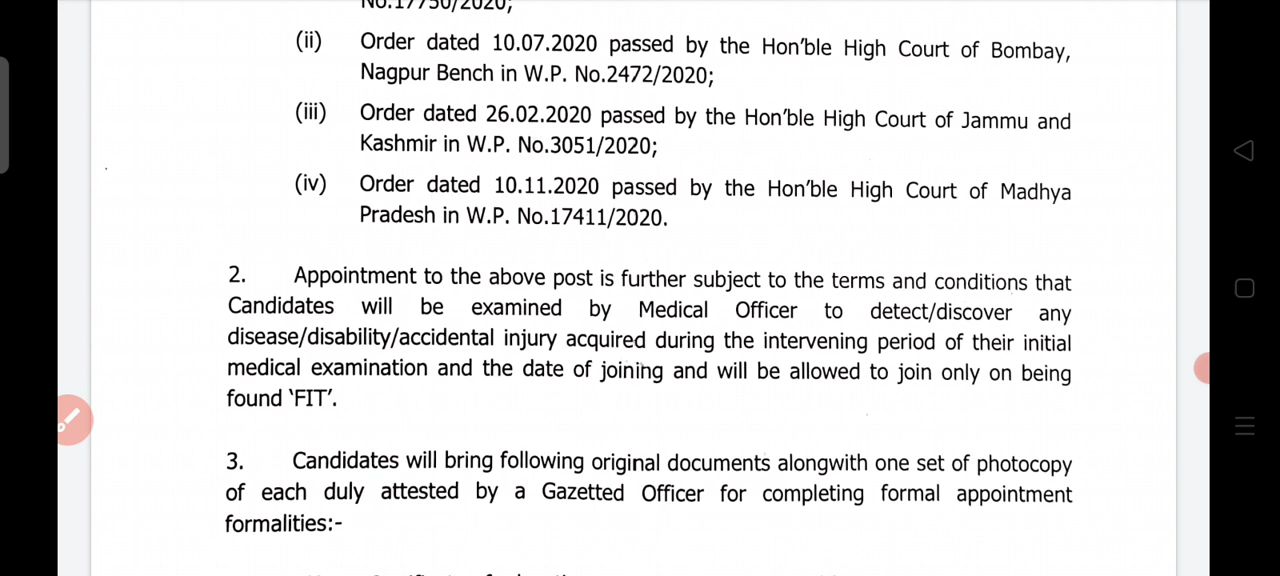 No.17750/2020;
(ii) Order dated 10.07.2020 passed by the Hon'ble High Court of Bombay,
Nagpur Bench in W.P. No.2472/2020;
(iii) Order dated 26.02.2020 passed by the Hon'ble High Court of Jammu and
Kashmir in W.P. No.3051/2020;
(iv) Order dated 10.11.2020 passed by the Hon'ble High Court of Madhya
Pradesh in W.P. No.17411/2020.
2. Appointment to the above post is further subject to the terms and conditions that
Candidates will be examined by Medical Officer to detect/discover any
disease/disability/accidental injury acquired during the intervening period of their initial
medical examination and the date of joining and will be allowed to join only on being
found 'FIT'.
3. Candidates will bring following original documents alongwith one set of photocopy
of each duly attested by a Gazetted Officer for completing formal appointment
formalities:-